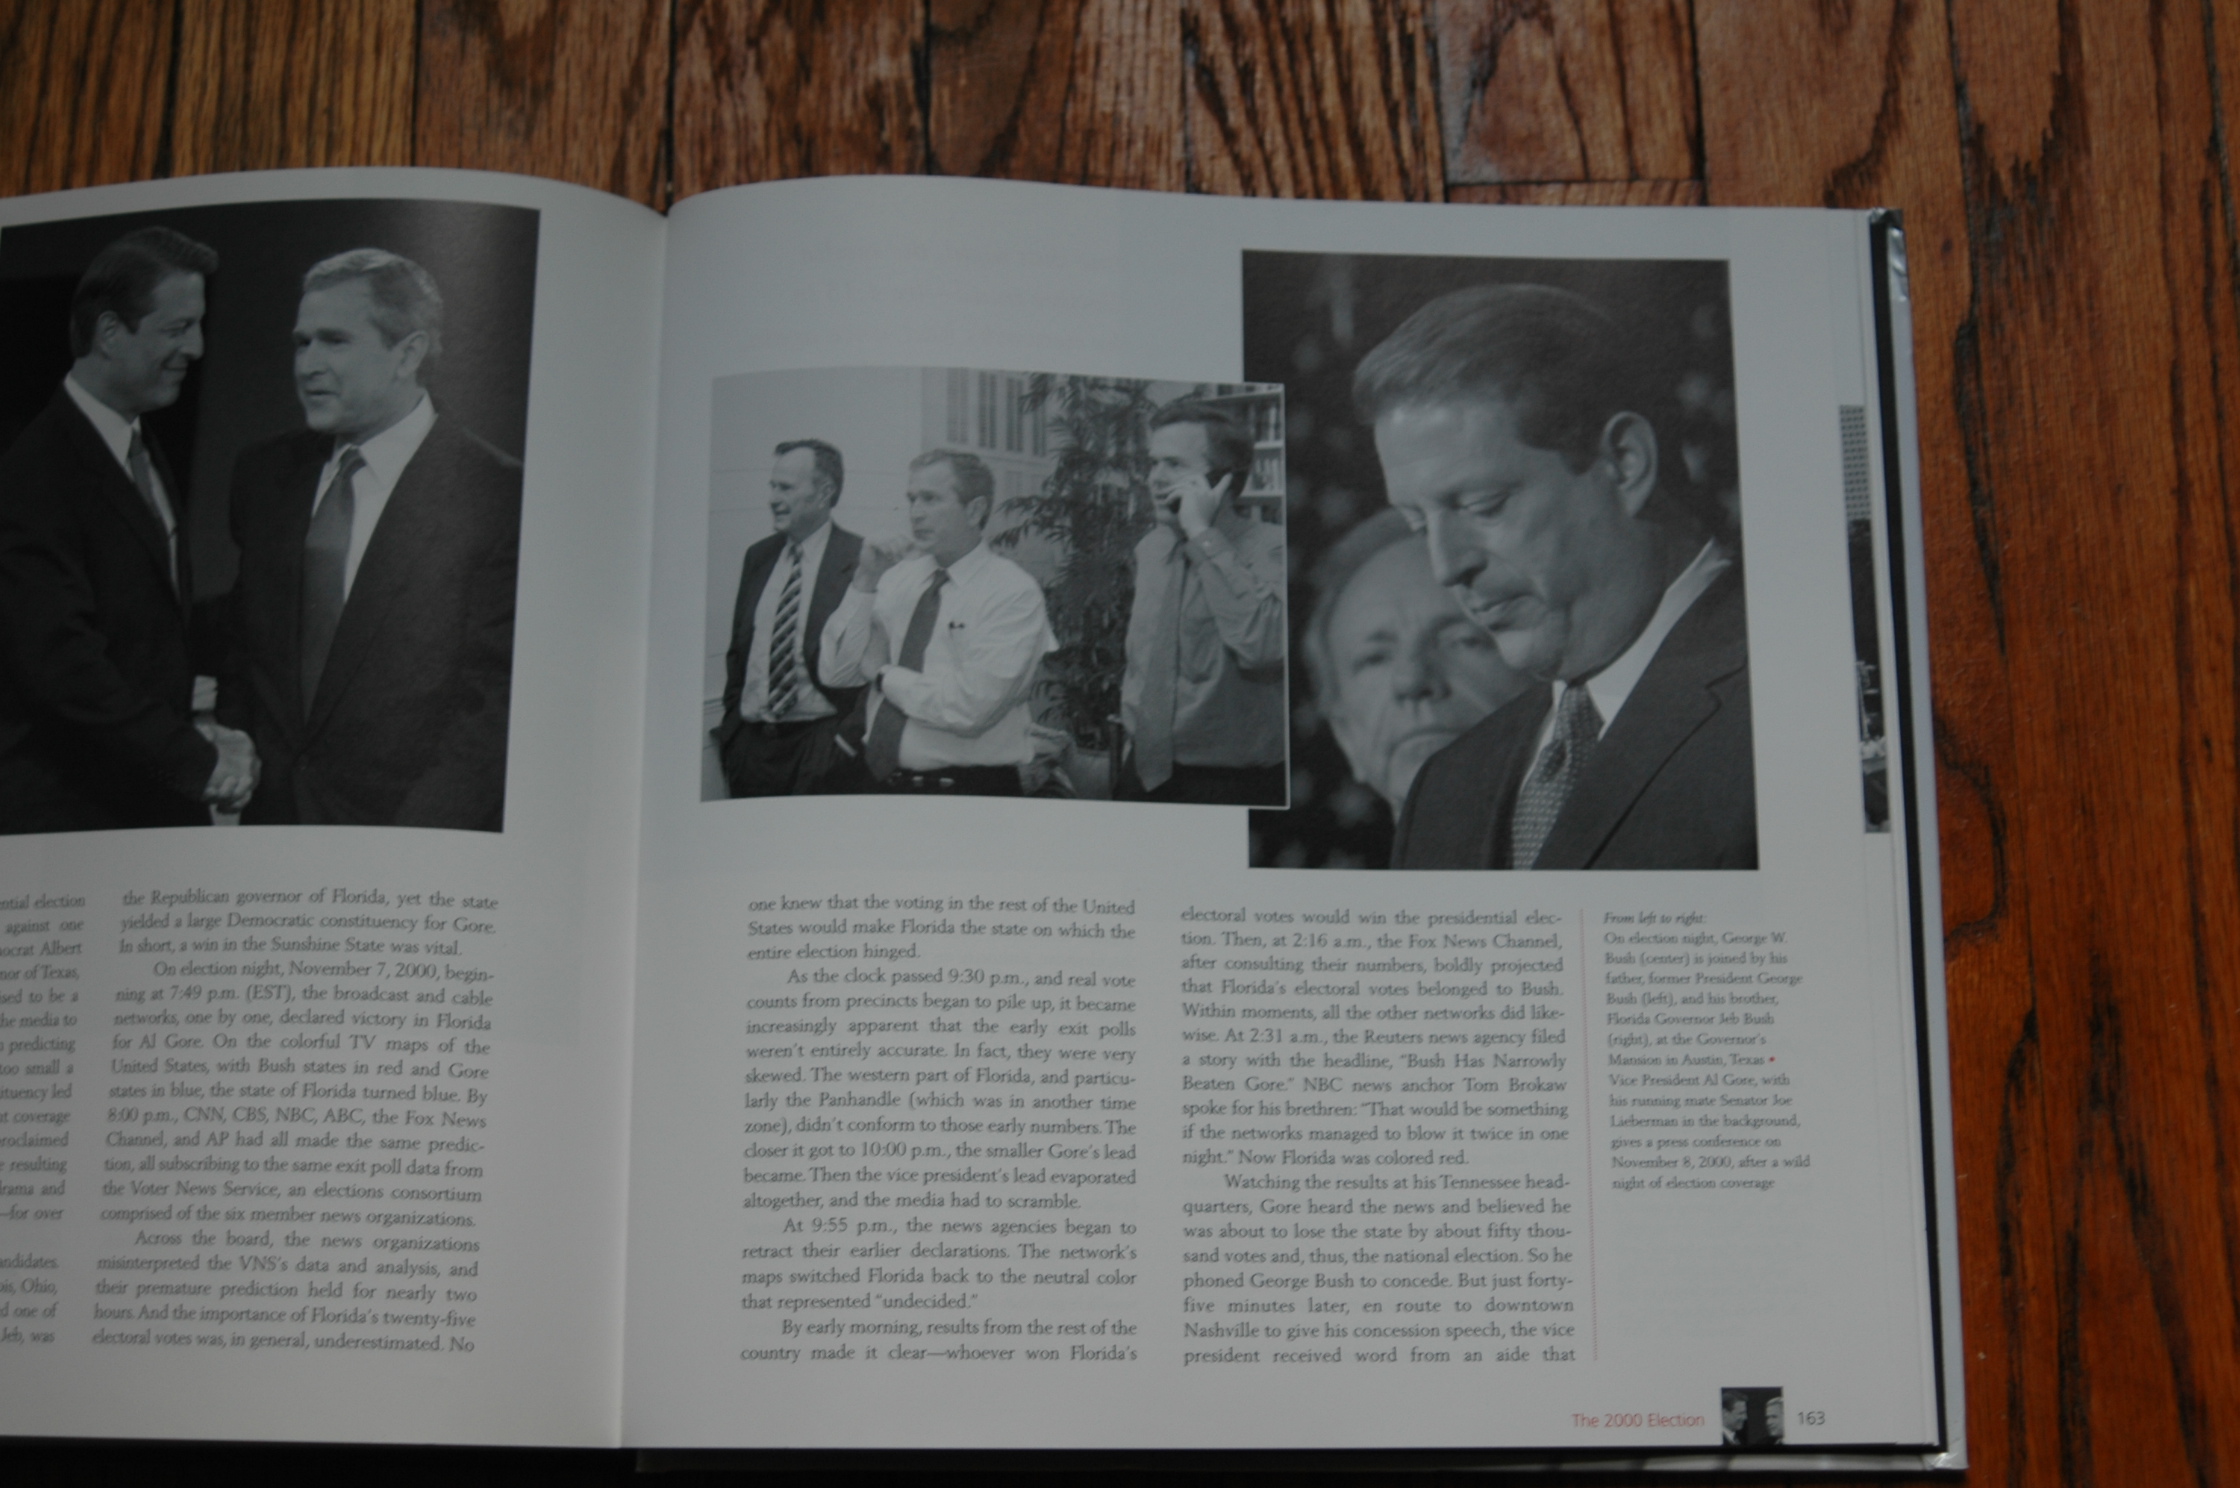 ntial election
against one
ocrat Albert
nor of Texas,
sed to be a
he media to
predicting
too small a
ituency led
nt coverage
roclaimed
e resulting
drama and
—for over
andidates.
ois, Ohio,
d one of
Jeb, was
the Republican governor of Florida, yet the state
yielded a large Democratic constituency for Gore.
In short, a win in the Sunshine State was vital.
On election night, November 7, 2000, begin-
ning at 7:49 p.m. (EST), the broadcast and cable
networks, one by one, declared victory in Florida
for Al Gore. On the colorful TV maps of the
United States, with Bush states in red and Gore
states in blue, the state of Florida turned blue. By
8:00 p.m., CNN, CBS, NBC, ABC, the Fox News
Channel, and AP had all made the same predic-
tion, all subscribing to the same exit poll data from
the Voter News Service, an elections consortium
comprised of the six member news organizations.
Across the board, the news organizations
misinterpreted the VNS's data and analysis, and
their premature prediction held for nearly two
hours. And the importance of Florida's twenty-five
electoral votes was, in general, underestimated. No
one knew that the voting in the rest of the United
States would make Florida the state on which the
entire election hinged.
As the clock passed 9:30 p.m., and real vote
counts from precincts began to pile up, it became
increasingly apparent that the early exit polls
weren't entirely accurate. In fact, they were very
skewed. The western part of Florida, and particu-
larly the Panhandle (which was in another time
zone), didn't conform to those early numbers. The
closer it got to 10:00 p.m., the smaller Gore's lead
became. Then the vice president's lead evaporated
altogether, and the media had to scramble.
At 9:55 p.m., the news agencies began to
retract their earlier declarations. The network's
maps switched Florida back to the neutral color
that represented "undecided."
By early morning, results from the rest of the
country made it clear—whoever won Florida's
electoral votes would win the presidential elec-
tion. Then, at 2:16 a.m., the Fox News Channel,
after consulting their numbers, boldly projected
that Florida's electoral votes belonged to Bush.
Within moments, all the other networks did like-
wise. At 2:31 a.m., the Reuters news agency filed
a story with the headline, "Bush Has Narrowly
Beaten Gore." NBC news anchor Tom Brokaw
spoke for his brethren: "That would be something
if the networks managed to blow it twice in one
night." Now Florida was colored red.
Watching the results at his Tennessee head-
quarters, Gore heard the news and believed he
was about to lose the state by about fifty thou-
sand votes and, thus, the national election. So he
phoned George Bush to concede. But just forty-
five minutes later, en route to downtown
Nashville to give his concession speech, the vice
president received word from an aide that
From left to right:
On election night, George W.
Bush (center) is joined by his
father, former President George
Bush (left), and his brother,
Florida Governor Jeb Bush
(right), at the Governor's
Mansion in Austin, Texas •
Vice President Al Gore, with
his running mate Senator Joe
Lieberman in the background,
gives a press conference on
November 8, 2000, after a wild
night of election coverage
The 2000 Election 163